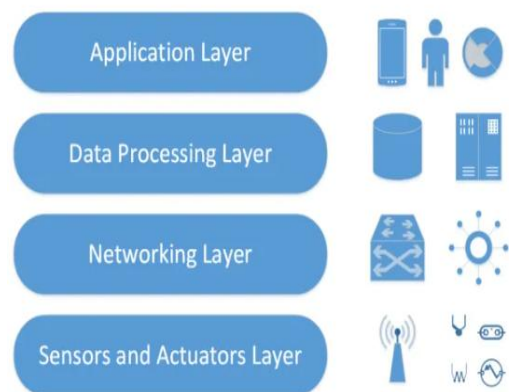 Application Layer
Data Processing Layer
Networking Layer
Sensors and Actuators Layer